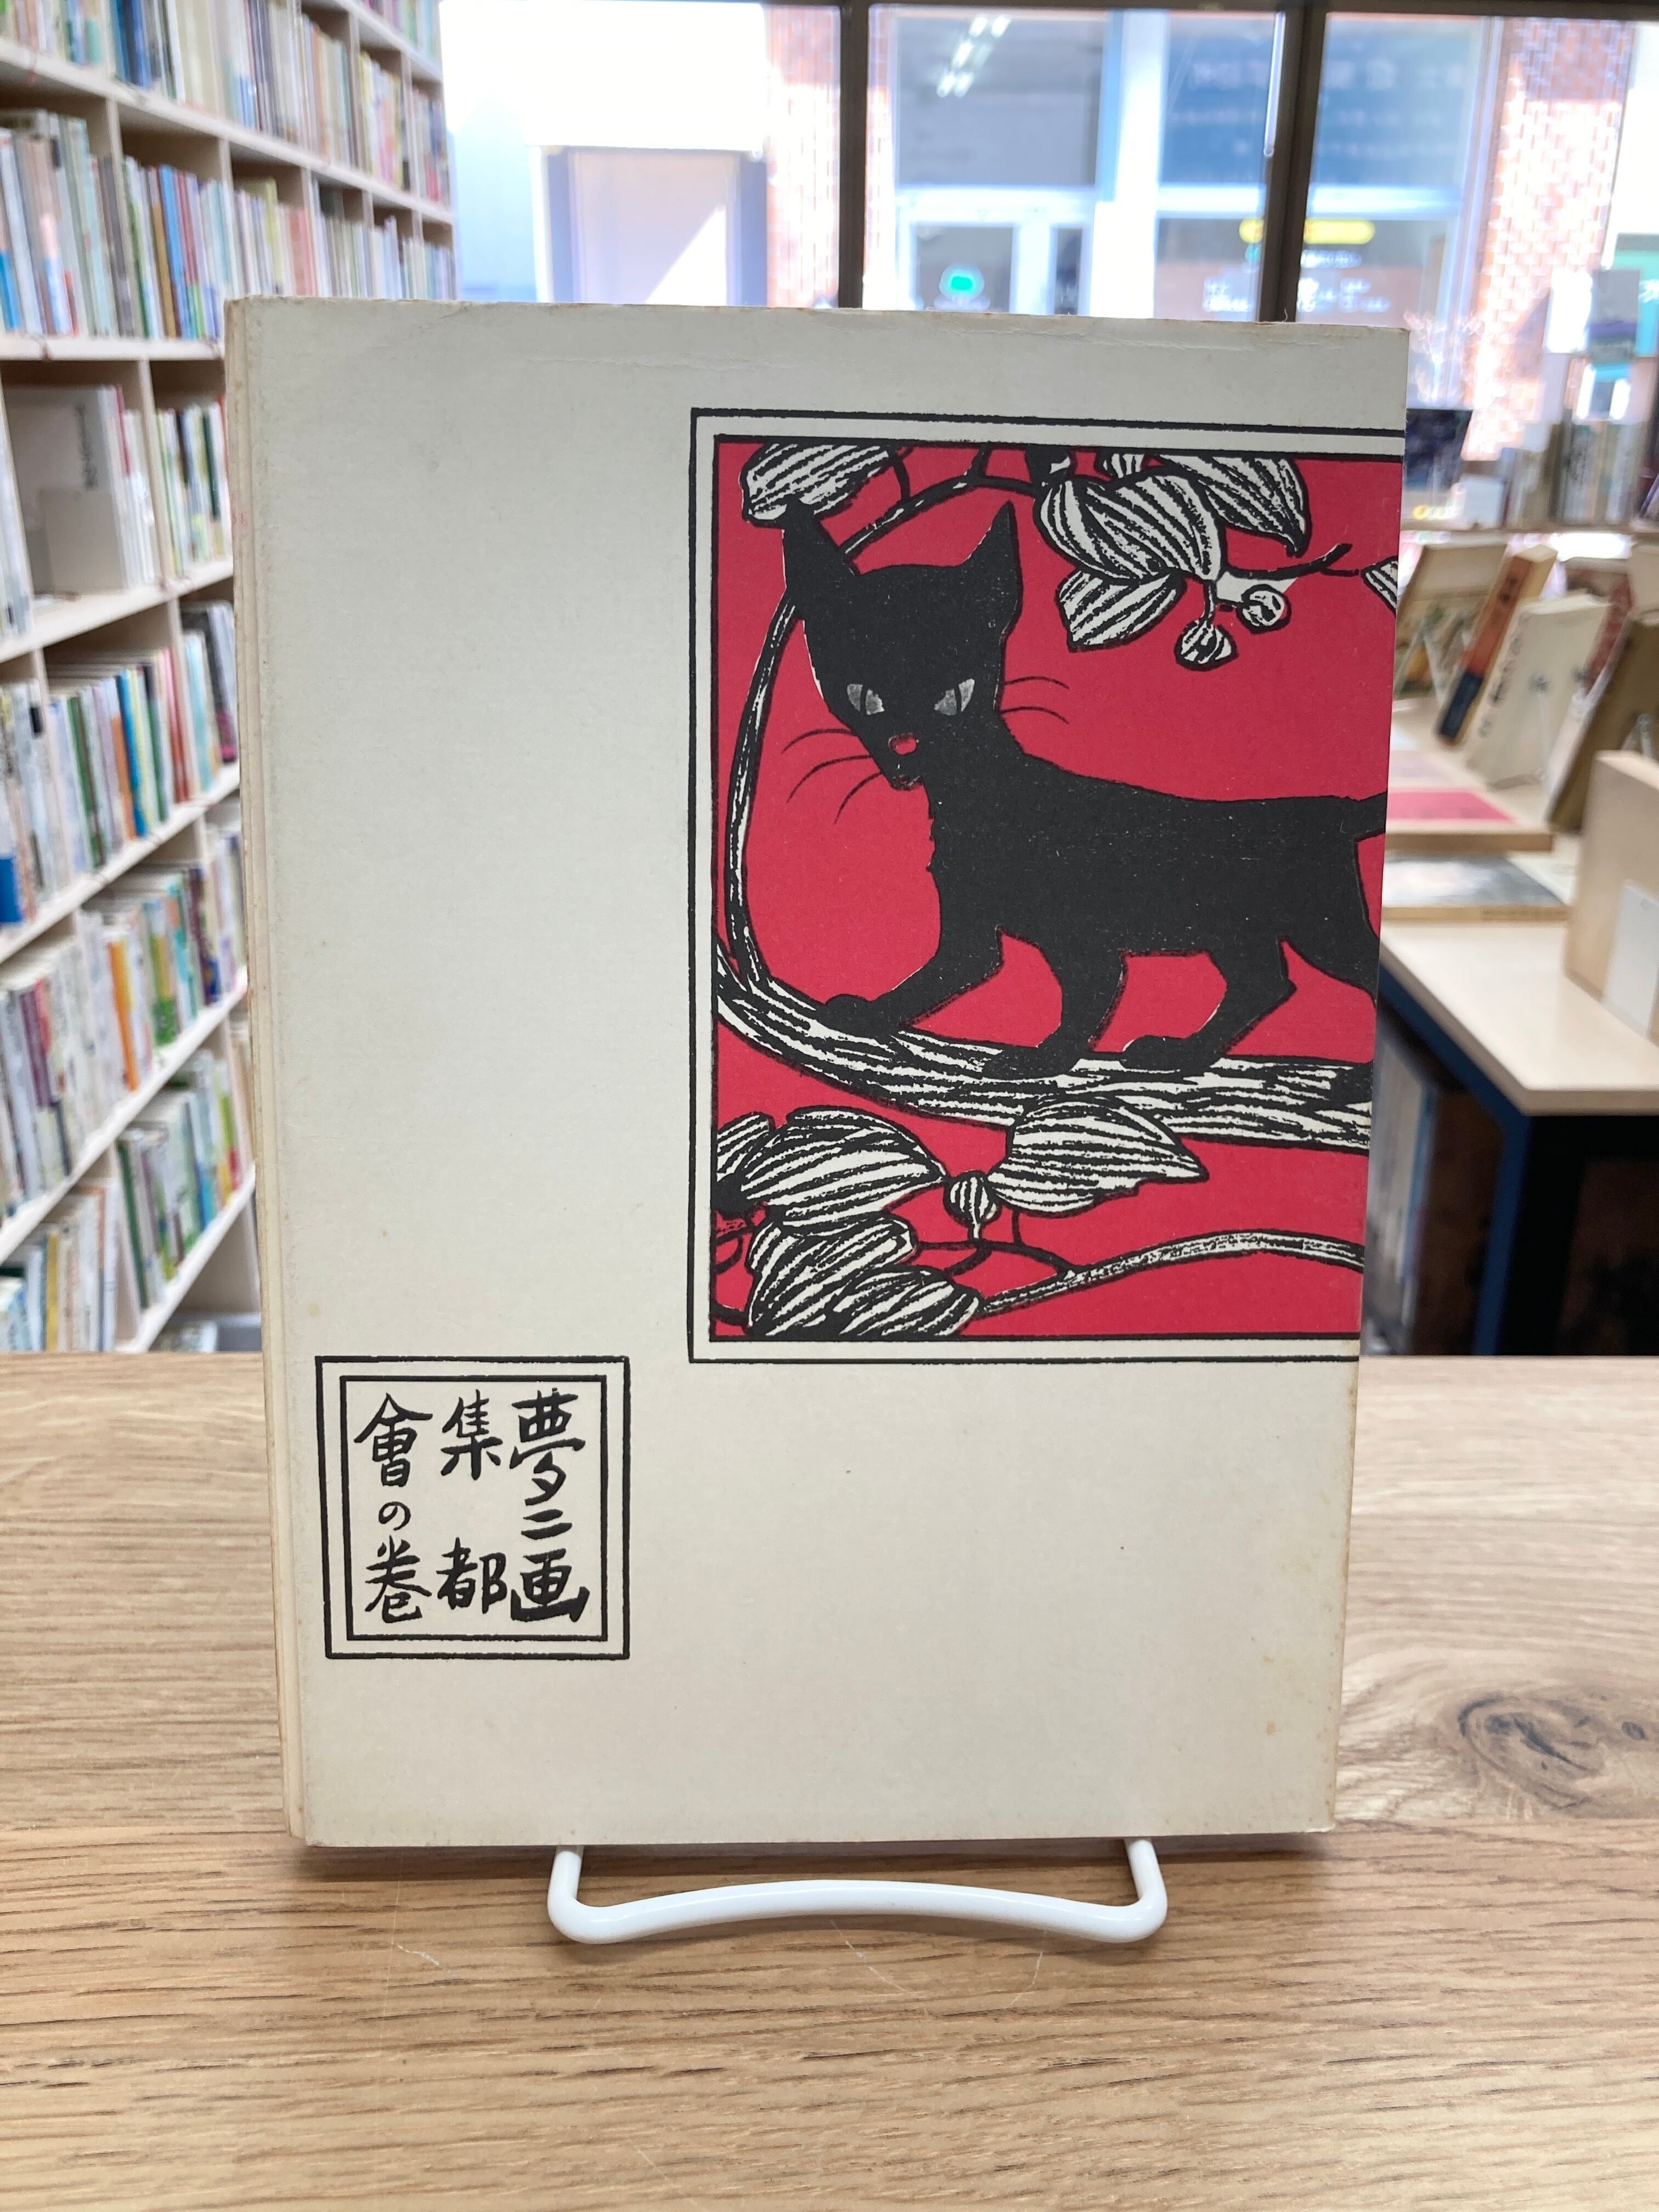 夢二画
集　都
會の巻